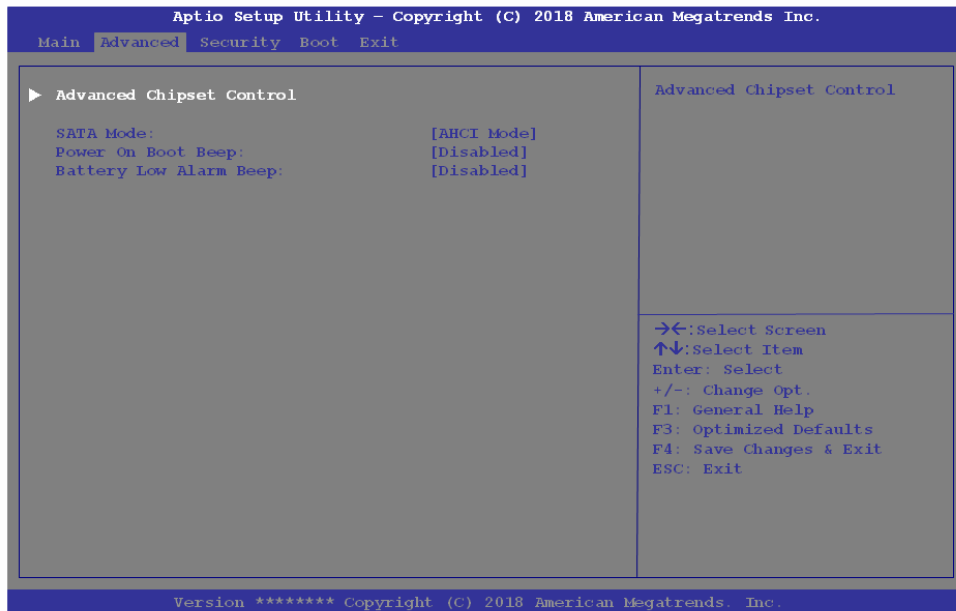 Aptio Setup Utility – Copyright (C) 2018 American Megatrends Inc.
Main Advanced Security Boot Exit
▶ Advanced Chipset Control
SATA Mode: [AHCI Mode]
Power On Boot Beep: [Disabled]
Battery Low Alarm Beep: [Disabled]
Advanced Chipset Control
→←:Select Screen
↑↓:Select Item
Enter: Select
+/-: Change Opt.
F1: General Help
F3: Optimized Defaults
F4: Save Changes & Exit
ESC: Exit
Version ******** Copyright (C) 2018 American Megatrends. Inc.